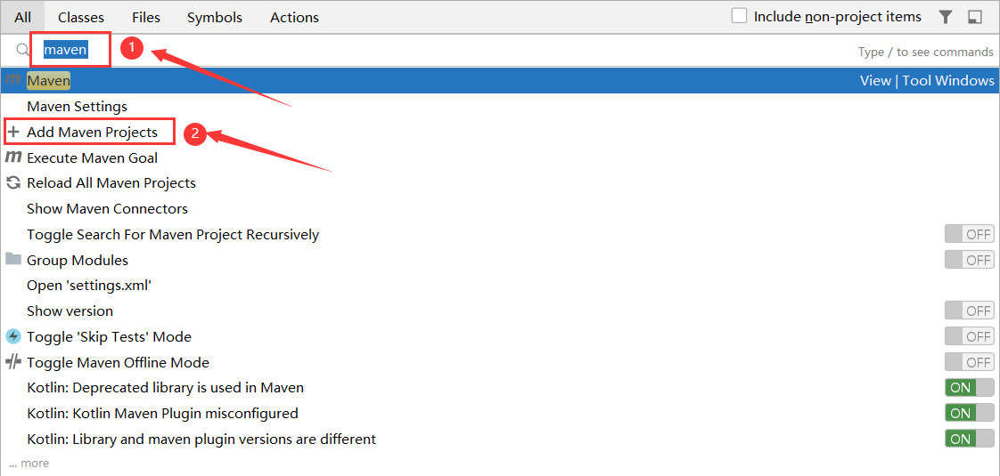 All Classes Files Symbols Actions Include non-project items
maven 1 Type / to see commands
m Maven View | Tool Windows
Maven Settings
Add Maven Projects 2
m Execute Maven Goal
Reload All Maven Projects
Show Maven Connectors
Toggle Search For Maven Project Recursively OFF
Group Modules OFF
Open 'settings.xml'
Show version OFF
Toggle 'Skip Tests' Mode OFF
Toggle Maven Offline Mode OFF
Kotlin: Deprecated library is used in Maven ON
Kotlin: Kotlin Maven Plugin misconfigured ON
Kotlin: Library and maven plugin versions are different ON
... more